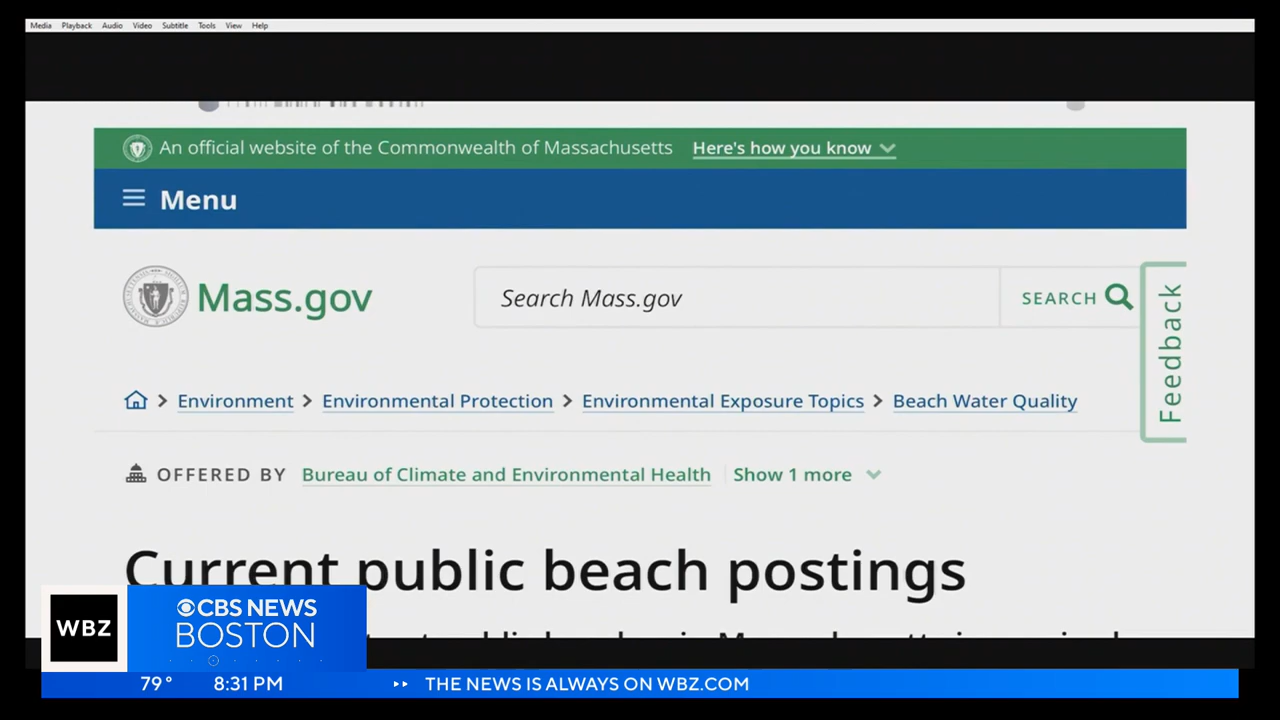 Media Playback Audio Video Subtitle Tools View Help
An official website of the Commonwealth of Massachusetts Here's how you know
Menu
Mass.gov Search Mass.gov SEARCH
Feedback
Environment > Environmental Protection > Environmental Exposure Topics > Beach Water Quality
OFFERED BY Bureau of Climate and Environmental Health Show 1 more
Current public beach postings
WBZ CBS NEWS
BOSTON
79° 8:31 PM THE NEWS IS ALWAYS ON WBZ.COM